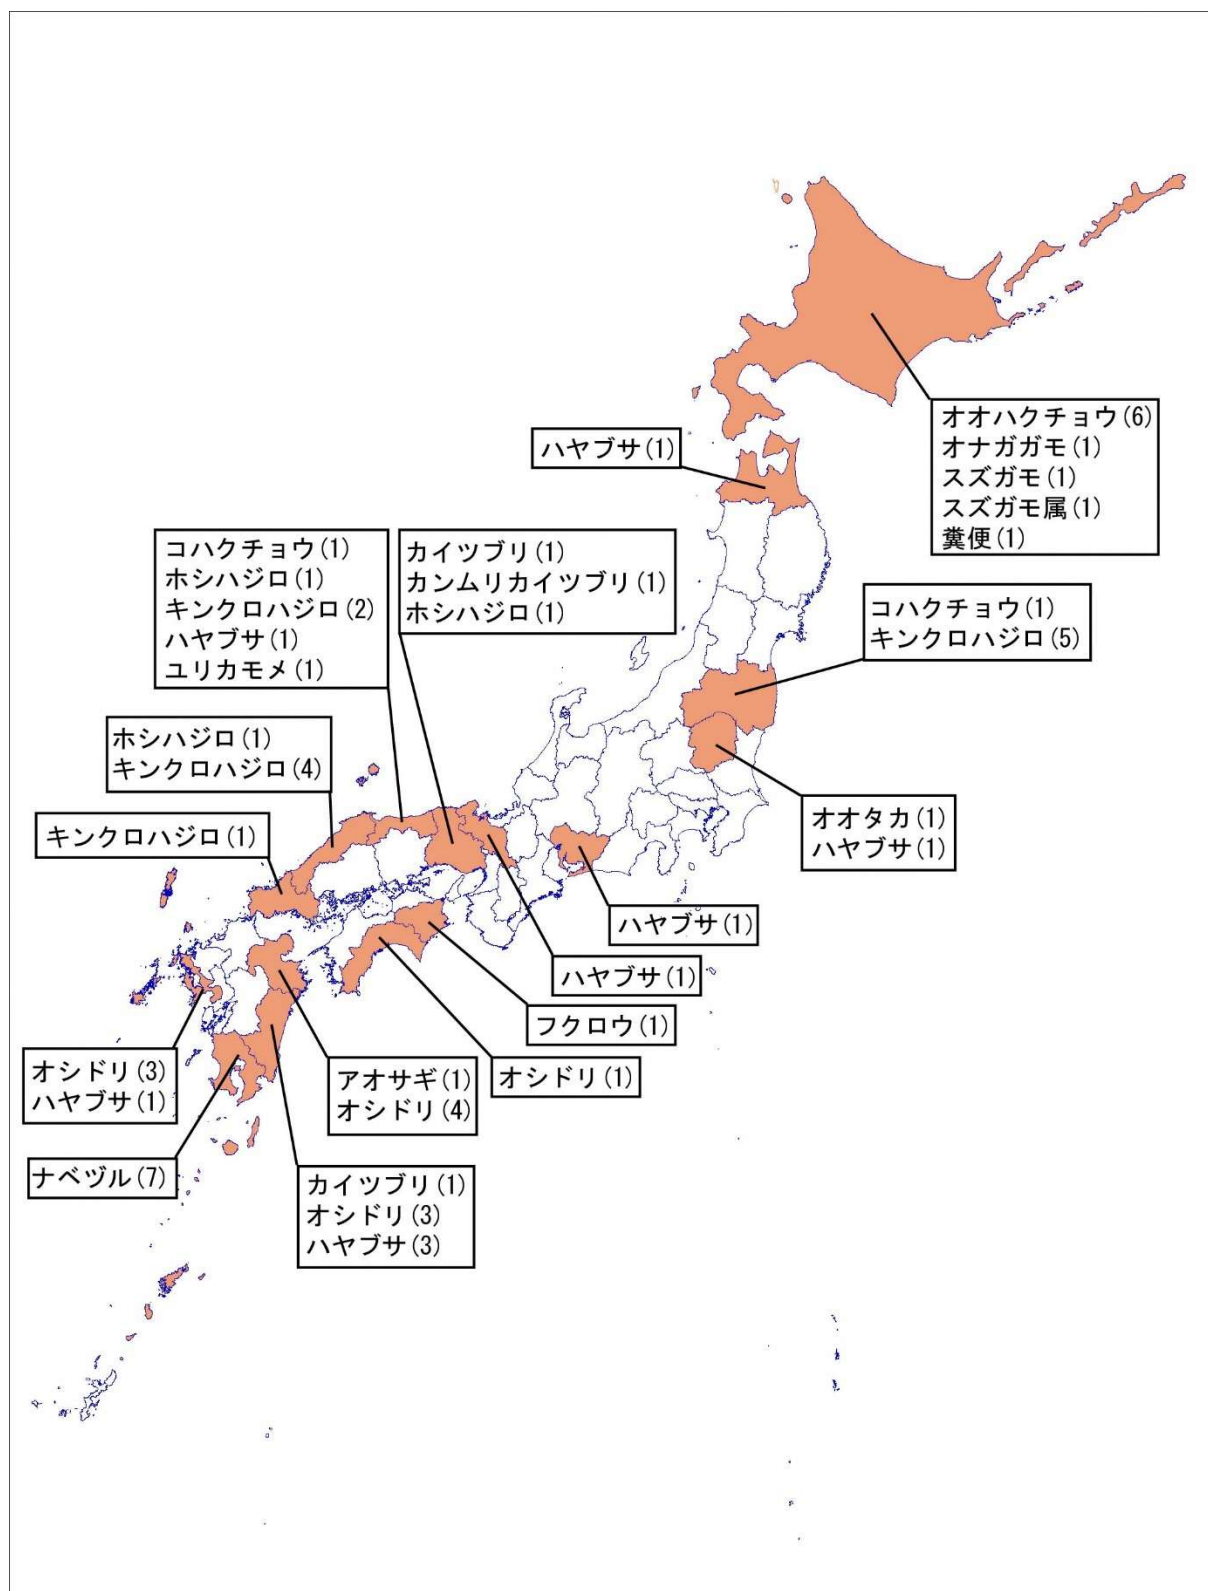 オオハクチョウ(6)
オナガガモ(1)
スズガモ(1)
スズガモ属(1)
糞便(1)
ハヤブサ(1)
コハクチョウ(1)
ホシハジロ(1)
キンクロハジロ(2)
ハヤブサ(1)
ユリカモメ(1)
カイツブリ(1)
カンムリカイツブリ(1)
ホシハジロ(1)
コハクチョウ(1)
キンクロハジロ(5)
ホシハジロ(1)
キンクロハジロ(4)
オオタカ(1)
ハヤブサ(1)
キンクロハジロ(1)
ハヤブサ(1)
ハヤブサ(1)
フクロウ(1)
オシドリ(3)
ハヤブサ(1)
アオサギ(1)
オシドリ(4)
オシドリ(1)
ナベヅル(7)
カイツブリ(1)
オシドリ(3)
ハヤブサ(3)